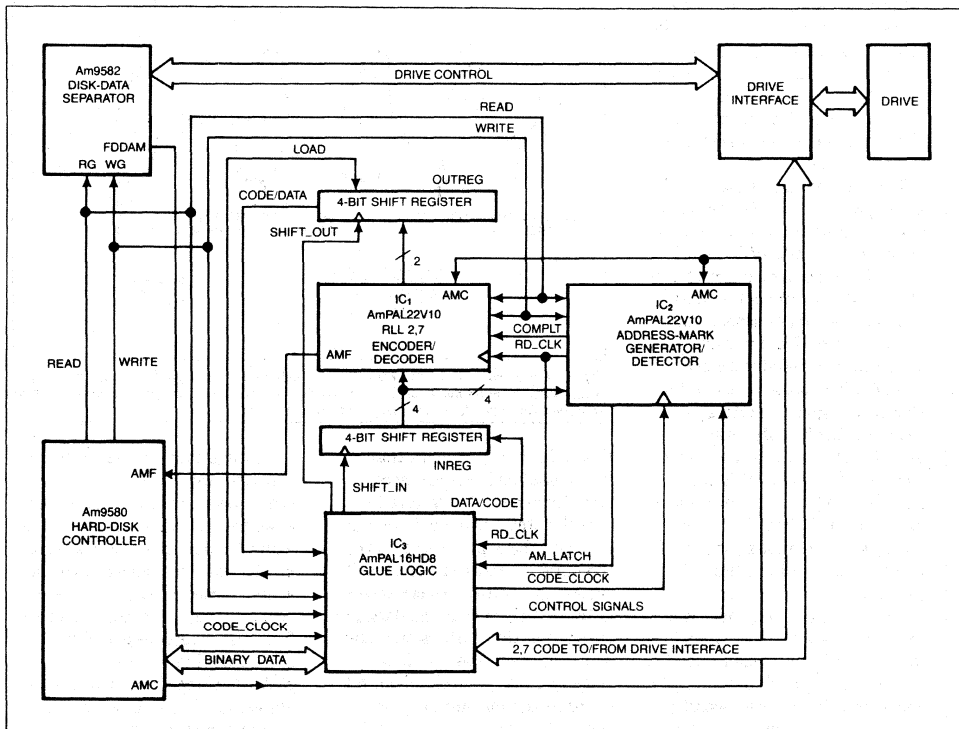 Am9582
DISK-DATA
SEPARATOR
FDDAM
RG WG
DRIVE CONTROL
DRIVE
INTERFACE
DRIVE
READ
WRITE
LOAD
OUTREG
CODE/DATA
4-BIT SHIFT REGISTER
SHIFT_OUT
2
AMC
IC1
AmPAL22V10
RLL 2,7
ENCODER/
DECODER
AMF
COMPLT
RD_CLK
AMC
IC2
AmPAL22V10
ADDRESS-MARK
GENERATOR/
DETECTOR
READ
WRITE
4
4
4-BIT SHIFT REGISTER
INREG
SHIFT_IN
DATA/CODE
Am9580
HARD-DISK
CONTROLLER
AMF
IC3
AmPAL16HD8
GLUE LOGIC
RD_CLK
AM_LATCH
CODE_CLOCK
CONTROL SIGNALS
CODE_CLOCK
BINARY DATA
2,7 CODE TO/FROM DRIVE INTERFACE
AMC